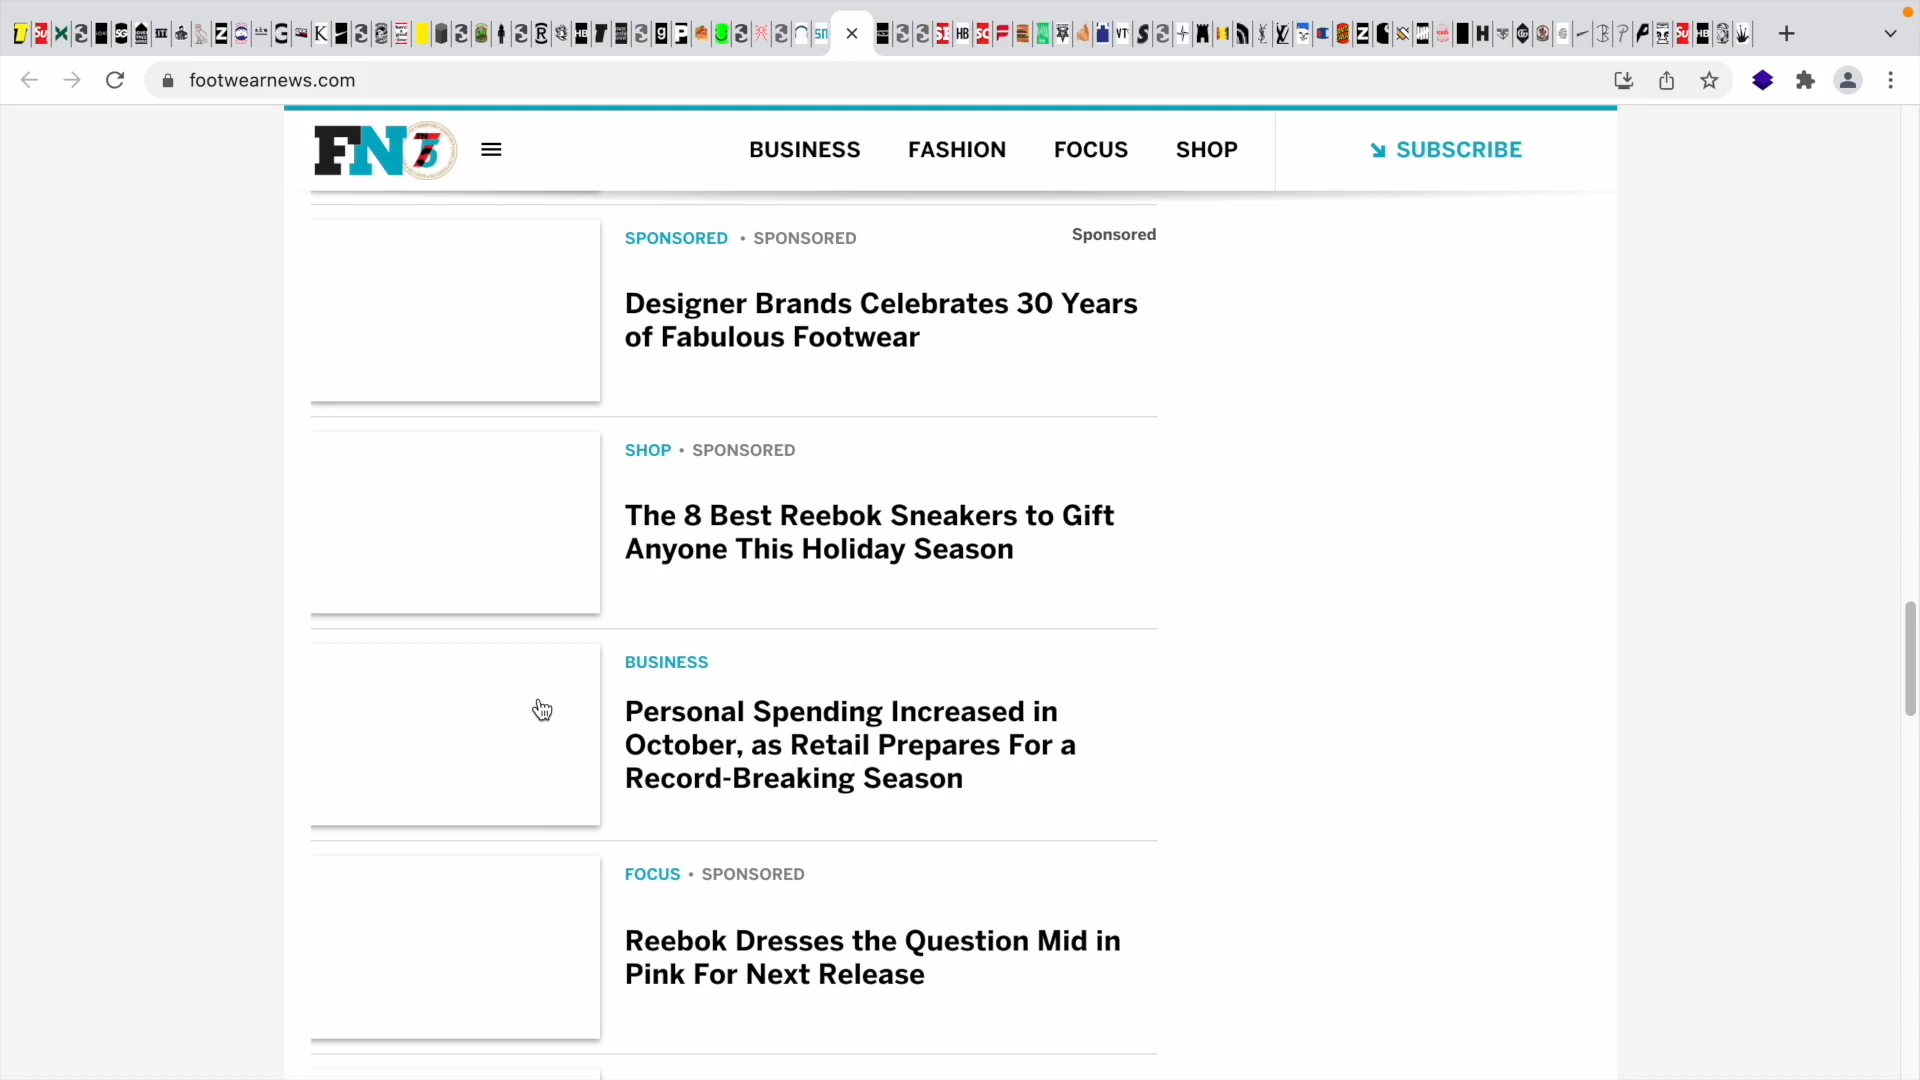 footwearnews.com
FN
BUSINESS
FASHION
FOCUS
SHOP
SUBSCRIBE
SPONSORED • SPONSORED
Sponsored
Designer Brands Celebrates 30 Years
of Fabulous Footwear
SHOP • SPONSORED
The 8 Best Reebok Sneakers to Gift
Anyone This Holiday Season
BUSINESS
Personal Spending Increased in
October, as Retail Prepares For a
Record-Breaking Season
FOCUS • SPONSORED
Reebok Dresses the Question Mid in
Pink For Next Release